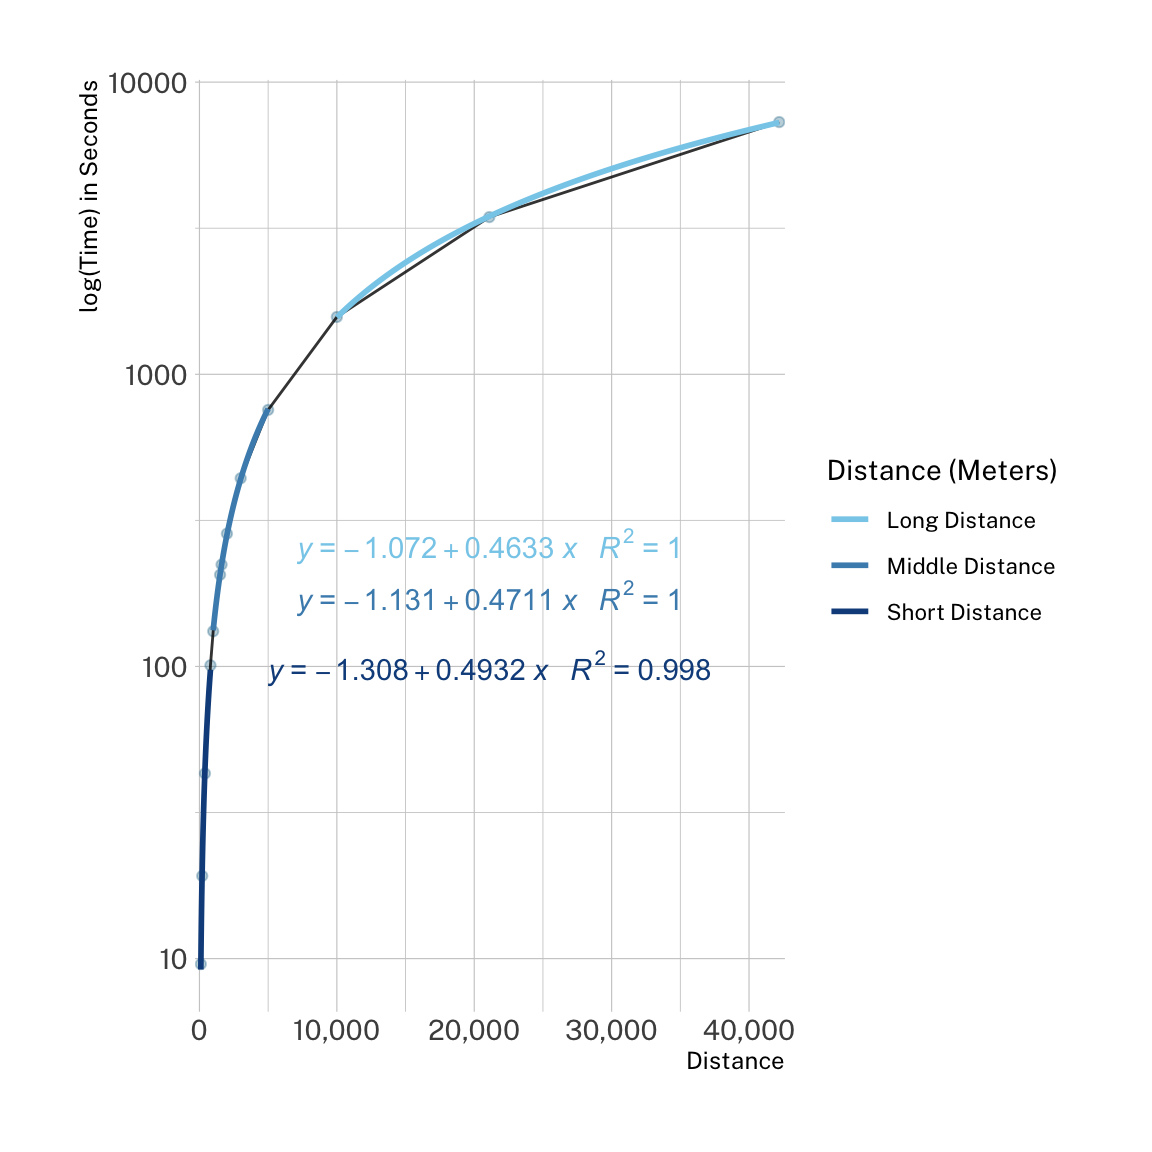 log(Time) in Seconds
10000
1000
100
10
y = − 1.072 + 0.4633 x R² = 1
y = − 1.131 + 0.4711 x R² = 1
y = − 1.308 + 0.4932 x R² = 0.998
0 10,000 20,000 30,000 40,000
Distance
Distance (Meters)
Long Distance
Middle Distance
Short Distance